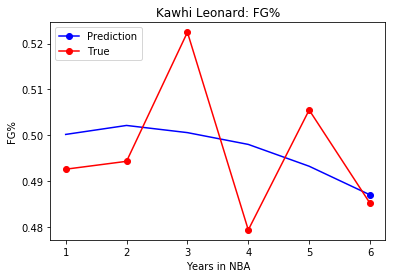 Kawhi Leonard: FG%
Prediction
True
0.52
0.51
0.50
0.49
0.48
FG%
1 2 3 4 5 6
Years in NBA